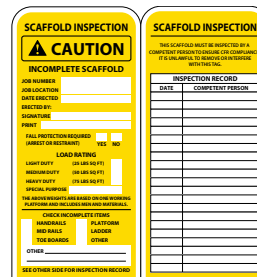 SCAFFOLD INSPECTION
CAUTION
INCOMPLETE SCAFFOLD
JOB NUMBER
JOB LOCATION
DATE ERECTED
ERECTED BY:
SIGNATURE
PRINT
FALL PROTECTION REQUIRED
(ARREST OR RESTRAINT) YES NO
LOAD RATING
LIGHT DUTY (25 LBS SQ FT)
MEDIUM DUTY (50 LBS SQ FT)
HEAVY DUTY (75 LBS SQ FT)
SPECIAL PURPOSE
THE ABOVE WEIGHTS ARE BASED ON ONE WORKING
PLATFORM AND INCLUDES MEN AND MATERIALS.
CHECK INCOMPLETE ITEMS
HANDRAILS PLATFORM
MID RAILS LADDER
TOE BOARDS OTHER
OTHER
SEE OTHER SIDE FOR INSPECTION RECORD
SCAFFOLD INSPECTION
THIS SCAFFOLD MUST BE INSPECTED BY A
COMPETENT PERSON TO ENSURE CFR COMPLIANCE
IT IS UNLAWFUL TO REMOVE OR INTERFERE
WITH THIS TAG.
INSPECTION RECORD
DATE COMPETENT PERSON